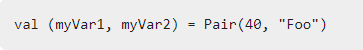 val (myVar1, myVar2) = Pair(40, "Foo")